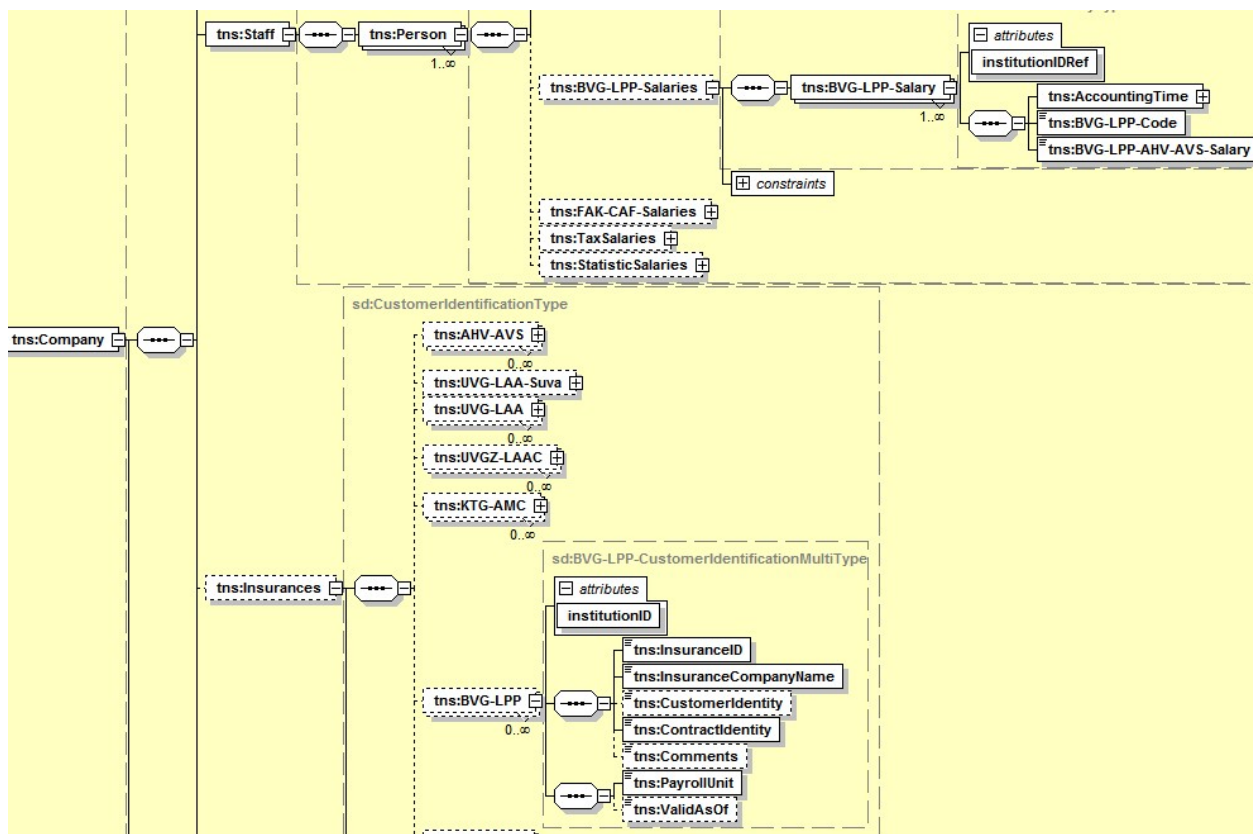 tns:Staff
tns:Person
1..∞
attributes
institutionIDRef
tns:BVG-LPP-Salaries
tns:BVG-LPP-Salary
1..∞
tns:AccountingTime
tns:BVG-LPP-Code
tns:BVG-LPP-AHV-AVS-Salary
constraints
tns:FAK-CAF-Salaries
tns:TaxSalaries
tns:StatisticSalaries
tns:Company
sd:CustomerIdentificationType
tns:AHV-AVS
0..∞
tns:UVG-LAA-Suva
tns:UVG-LAA
0..∞
tns:UVGZ-LAAC
0..∞
tns:KTG-AMC
0..∞
tns:Insurances
sd:BVG-LPP-CustomerIdentificationMultiType
attributes
institutionID
tns:BVG-LPP
0..∞
tns:InsuranceID
tns:InsuranceCompanyName
tns:CustomerIdentity
tns:ContractIdentity
tns:Comments
tns:PayrollUnit
tns:ValidAsOf